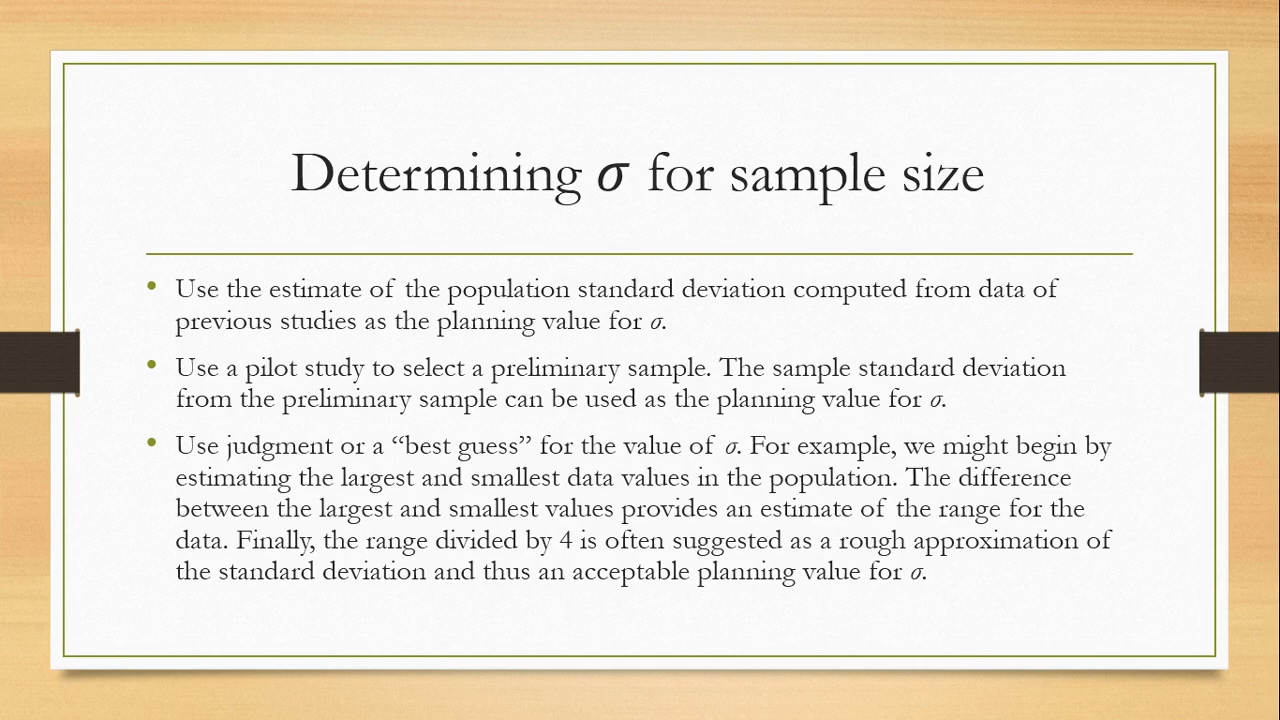 Determining σ for sample size
• Use the estimate of the population standard deviation computed from data of
previous studies as the planning value for σ.
• Use a pilot study to select a preliminary sample. The sample standard deviation
from the preliminary sample can be used as the planning value for σ.
• Use judgment or a “best guess” for the value of σ. For example, we might begin by
estimating the largest and smallest data values in the population. The difference
between the largest and smallest values provides an estimate of the range for the
data. Finally, the range divided by 4 is often suggested as a rough approximation of
the standard deviation and thus an acceptable planning value for σ.